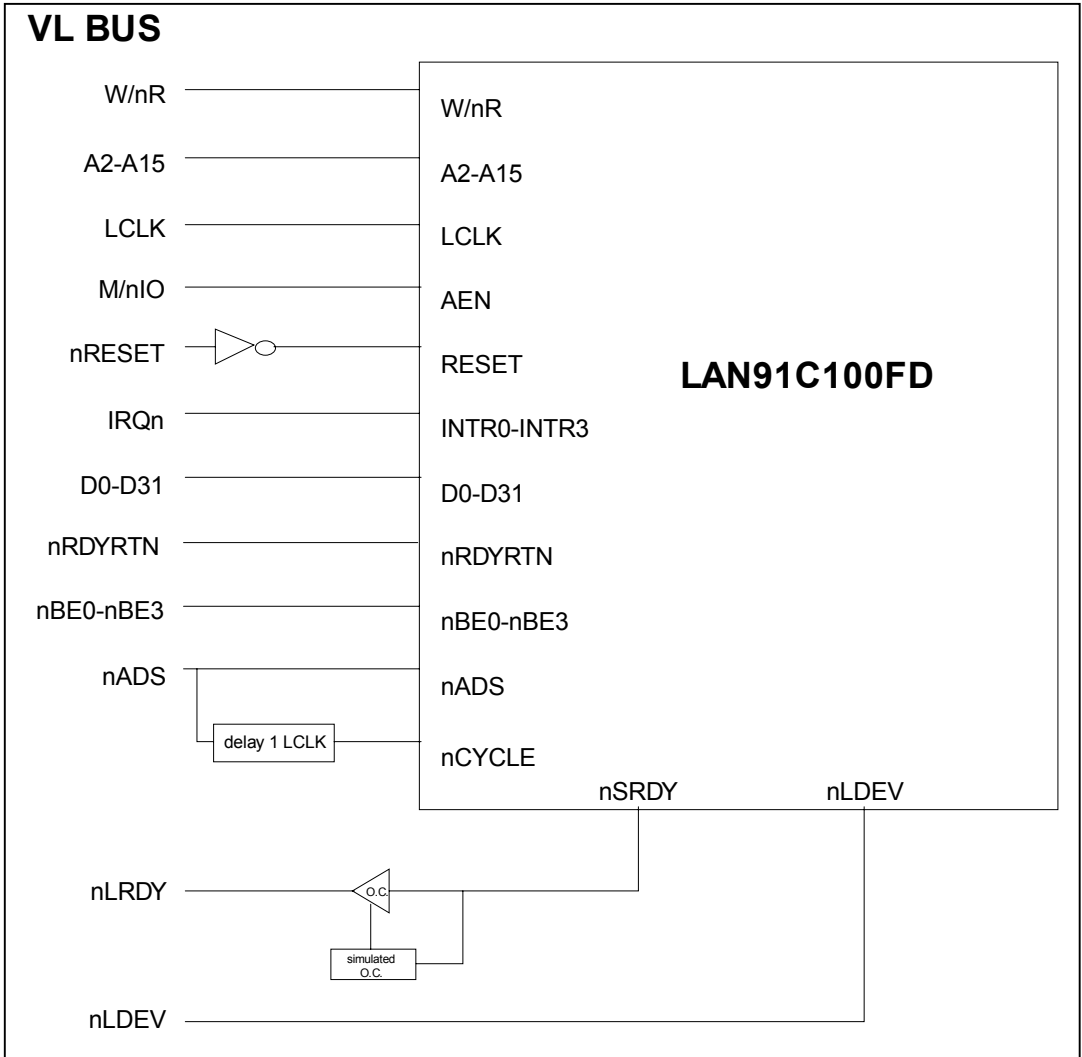 VL BUS
W/nR
W/nR
A2-A15
A2-A15
LCLK
LCLK
M/nIO
AEN
nRESET
RESET
LAN91C100FD
IRQn
INTR0-INTR3
D0-D31
D0-D31
nRDYRTN
nRDYRTN
nBE0-nBE3
nBE0-nBE3
nADS
nADS
delay 1 LCLK
nCYCLE
nSRDY
nLDEV
nLRDY
O.C.
simulated
O.C.
nLDEV